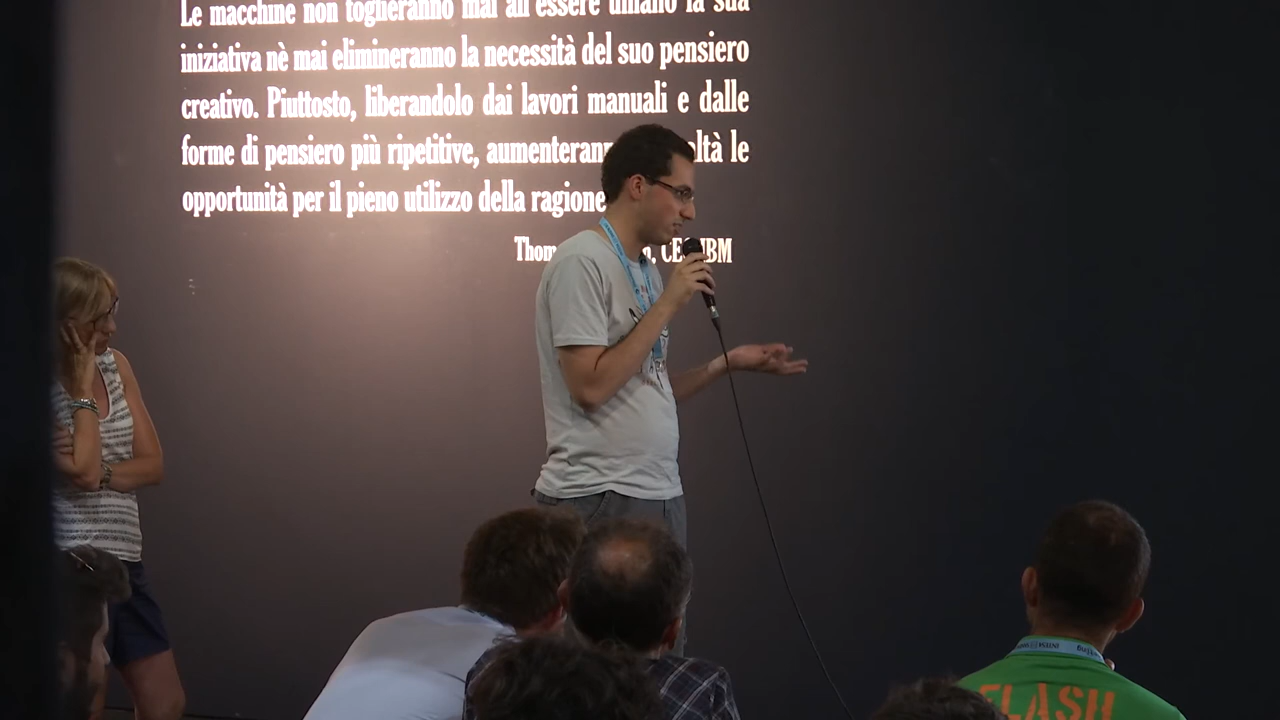 Le macchine non toglieranno mai all'essere umano la sua
iniziativa nè mai elimineranno la necessità del suo pensiero
creativo. Piuttosto, liberandolo dai lavori manuali e dalle
forme di pensiero più ripetitive, le
opportunità per il pieno utilizzo della ragione
IBM
FLASH